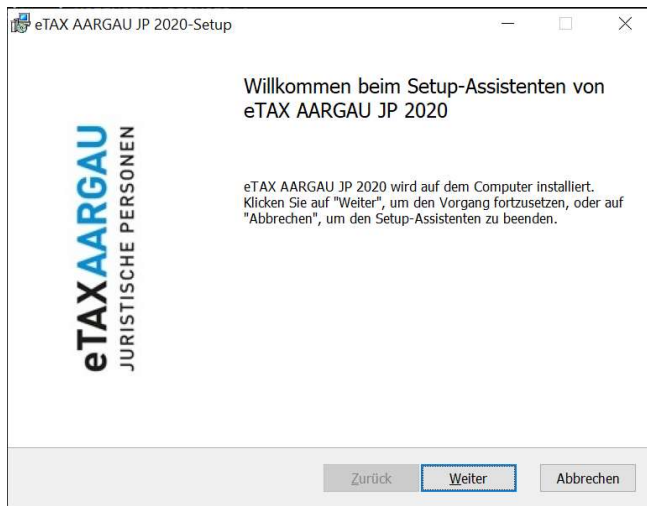 eTAX AARGAU JP 2020-Setup
Willkommen beim Setup-Assistenten von
eTAX AARGAU JP 2020
eTAXAARGAU
JURISTISCHE PERSONEN
eTAX AARGAU JP 2020 wird auf dem Computer installiert.
Klicken Sie auf "Weiter", um den Vorgang fortzusetzen, oder auf
"Abbrechen", um den Setup-Assistenten zu beenden.
Zurück
Weiter
Abbrechen